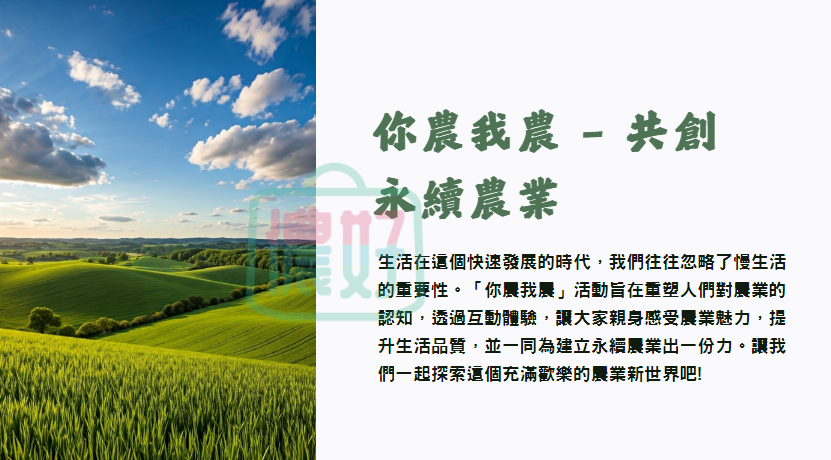 你農我農 - 共創
永續農業
儂好
生活在這個快速發展的時代，我們往往忽略了慢生活
的重要性。「你農我農」活動旨在重塑人們對農業的
認知，透過互動體驗，讓大家親身感受農業魅力，提
升生活品質，並一同為建立永續農業出一份力。讓我
們一起探索這個充滿歡樂的農業新世界吧!